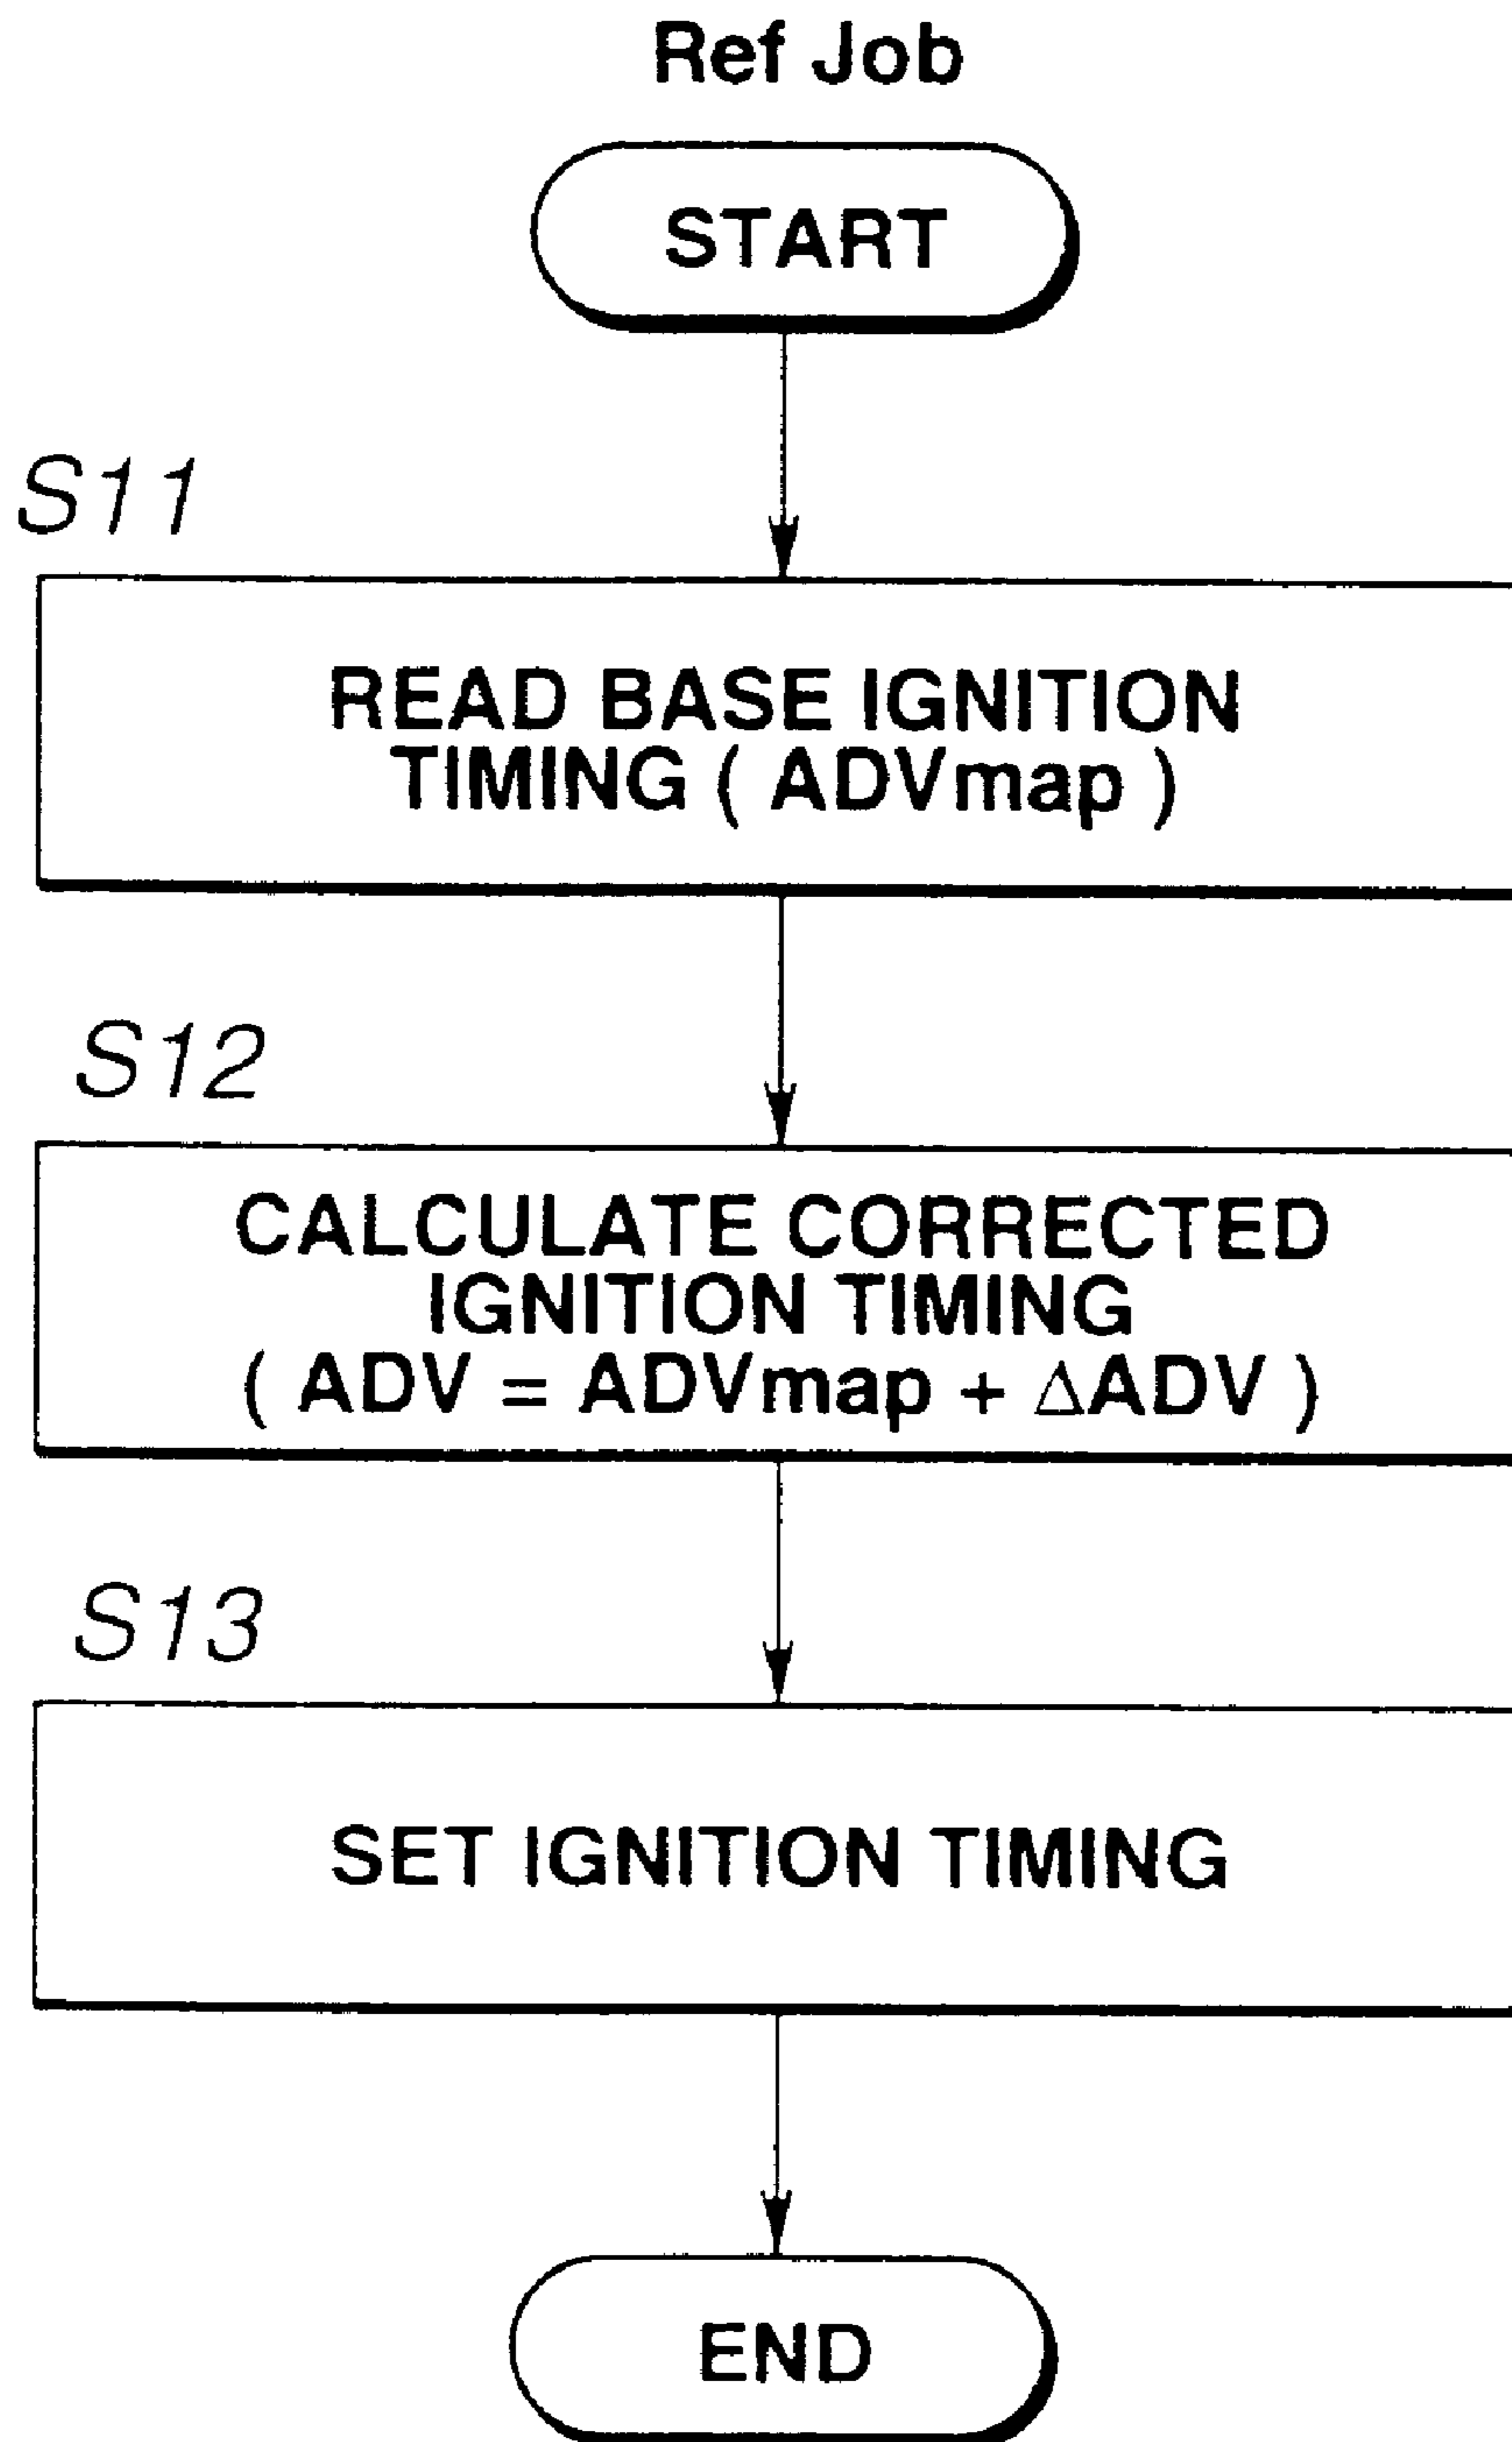 Ref Job
START
S11
READ BASE IGNITION
TIMING ( ADVmap )
S12
CALCULATE CORRECTED
IGNITION TIMING
( ADV = ADVmap + △ADV )
S13
SET IGNITION TIMING
END